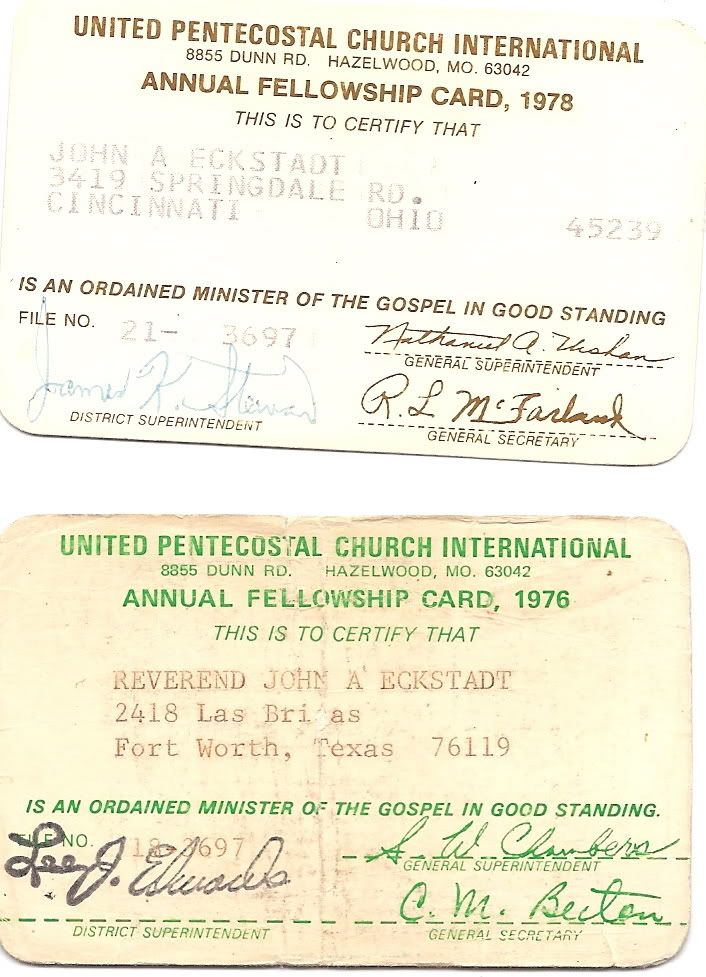 UNITED PENTECOSTAL CHURCH INTERNATIONAL
8855 DUNN RD. HAZELWOOD, MO. 63042
ANNUAL FELLOWSHIP CARD, 1978
THIS IS TO CERTIFY THAT
JOHN A ECKSTADT
3419 SPRINGDALE RD.
CINCINNATI OHIO 45239
IS AN ORDAINED MINISTER OF THE GOSPEL IN GOOD STANDING
FILE NO. 21- 3697
Nathaniel A. Urshan
GENERAL SUPERINTENDENT
James K. Stewart
R. L. McFarland
DISTRICT SUPERINTENDENT
GENERAL SECRETARY
UNITED PENTECOSTAL CHURCH INTERNATIONAL
8855 DUNN RD. HAZELWOOD, MO. 63042
ANNUAL FELLOWSHIP CARD, 1976
THIS IS TO CERTIFY THAT
REVEREND JOHN A ECKSTADT
2418 Las Brisas
Fort Worth, Texas 76119
IS AN ORDAINED MINISTER OF THE GOSPEL IN GOOD STANDING.
FILE NO. 18-3697
Lee J. Edwards
S. W. Chambers
GENERAL SUPERINTENDENT
C. M. Becton
DISTRICT SUPERINTENDENT
GENERAL SECRETARY